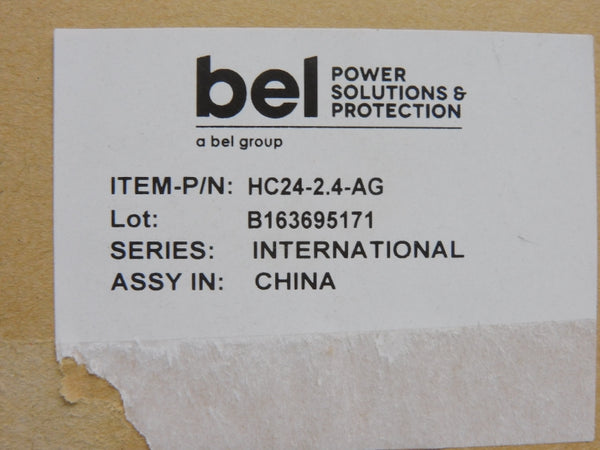 bel POWER SOLUTIONS & PROTECTION
a bel group
ITEM-P/N: HC24-2.4-AG
Lot: B163695171
SERIES: INTERNATIONAL
ASSY IN: CHINA